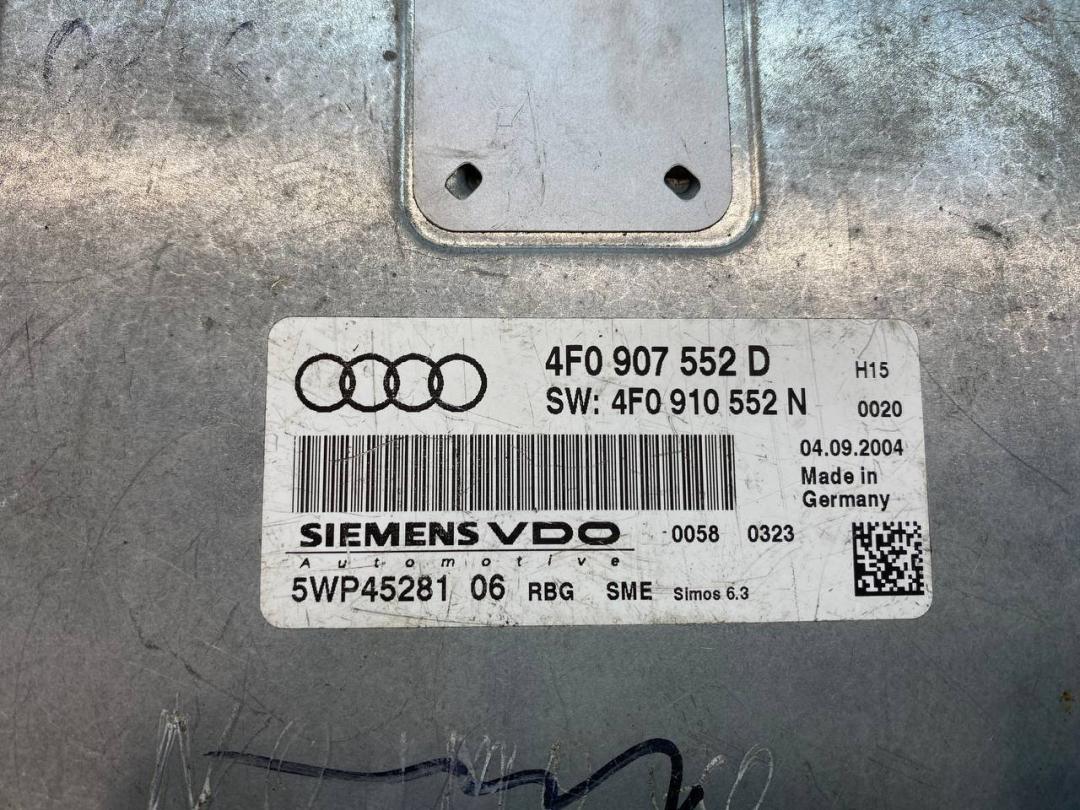 4F0 907 552 D H15
SW: 4F0 910 552 N 0020
04.09.2004
Made in
Germany
SIEMENS VDO 0058 0323
Automotive
5WP45281 06 RBG SME Simos 6.3